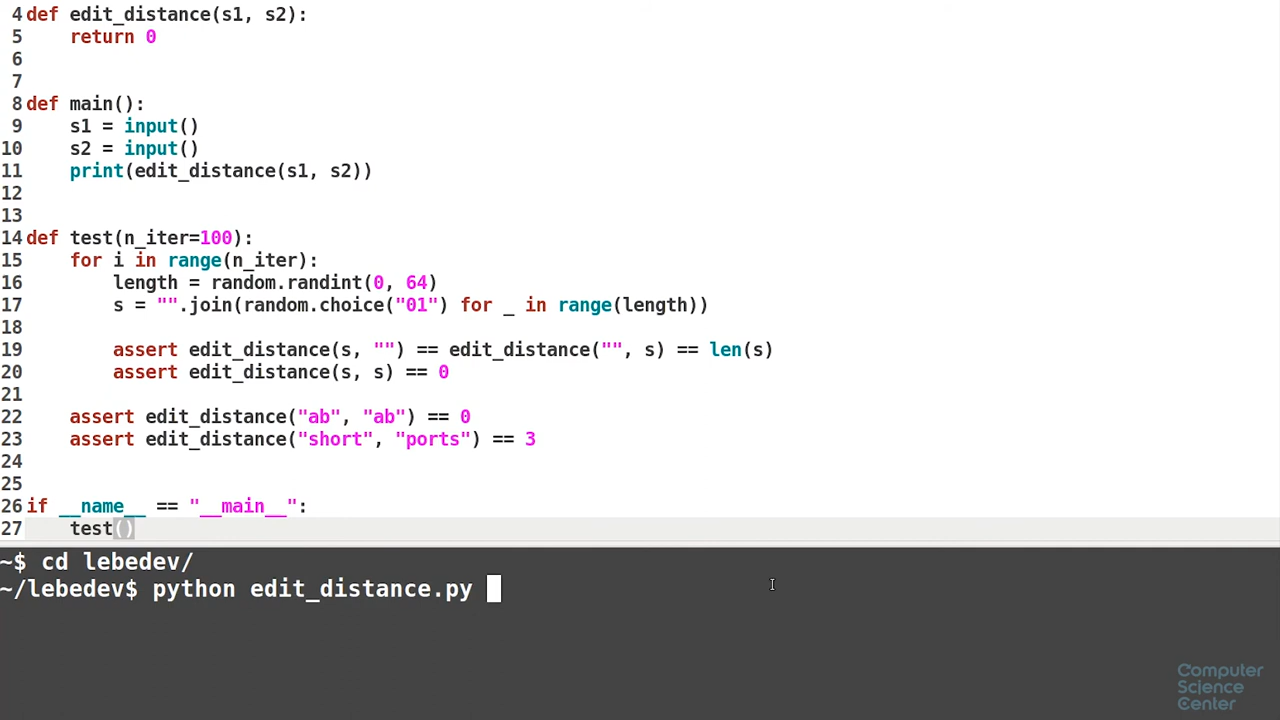 4 def edit_distance(s1, s2):
5     return 0
6
7
8 def main():
9     s1 = input()
10     s2 = input()
11     print(edit_distance(s1, s2))
12
13
14 def test(n_iter=100):
15     for i in range(n_iter):
16         length = random.randint(0, 64)
17         s = "".join(random.choice("01") for _ in range(length))
18
19         assert edit_distance(s, "") == edit_distance("", s) == len(s)
20         assert edit_distance(s, s) == 0
21
22     assert edit_distance("ab", "ab") == 0
23     assert edit_distance("short", "ports") == 3
24
25
26 if __name__ == "__main__":
27     test()
~$ cd lebedev/
~/lebedev$ python edit_distance.py
Computer
Science
Center